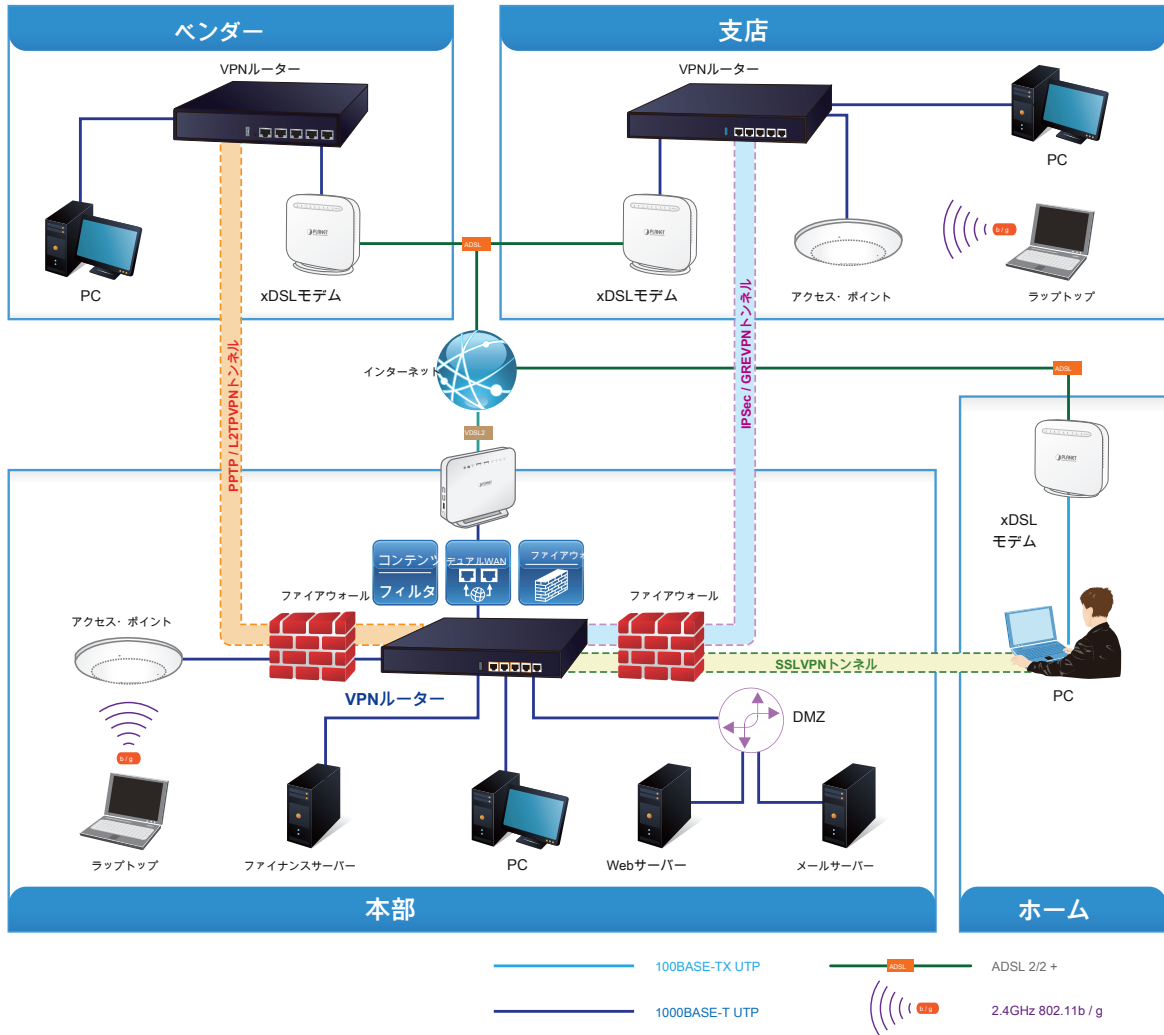 ベンダー
VPNルーター
PC
xDSLモデム
PLANET
ADSL
支店
VPNルーター
PC
PLANET
xDSLモデム
アクセス・ポイント
b / g
ラップトップ
インターネット
VDSL2
PPTP / L2TPVPNトンネル
IPSec / GREVPNトンネル
ADSL
PLANET
xDSL
モデム
コンテンツ
フィルタ
デュアルWAN
ファイアウォ
ファイアウォール
ファイアウォール
アクセス・ポイント
VPNルーター
SSLVPNトンネル
PC
DMZ
b / g
ラップトップ
ファイナンスサーバー
PC
Webサーバー
メールサーバー
本部
ホーム
100BASE-TX UTP
ADSL
ADSL 2/2 +
1000BASE-T UTP
b / g
2.4GHz 802.11b / g